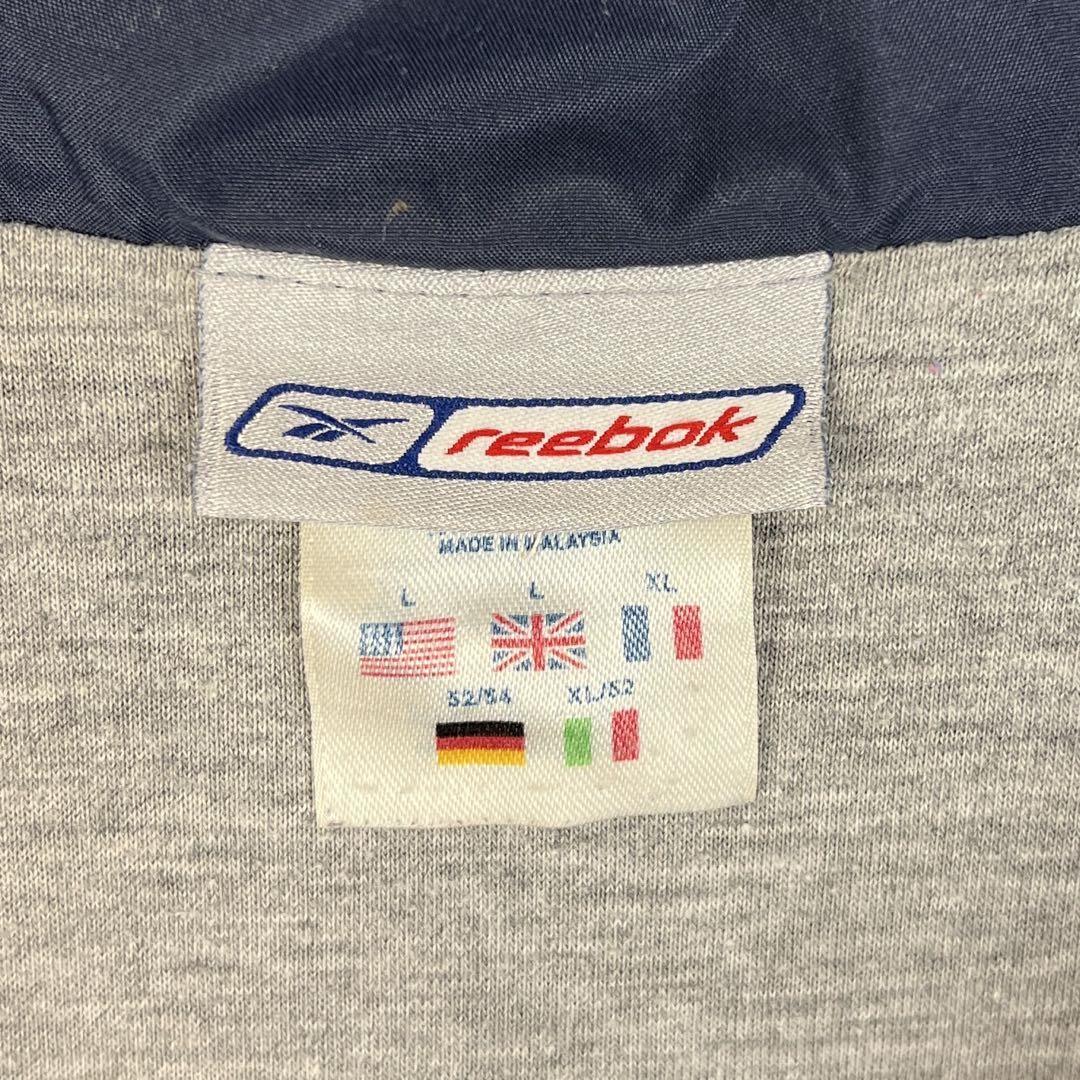 reebok
MADE IN MALAYSIA
L L XL
52/54 XL/52